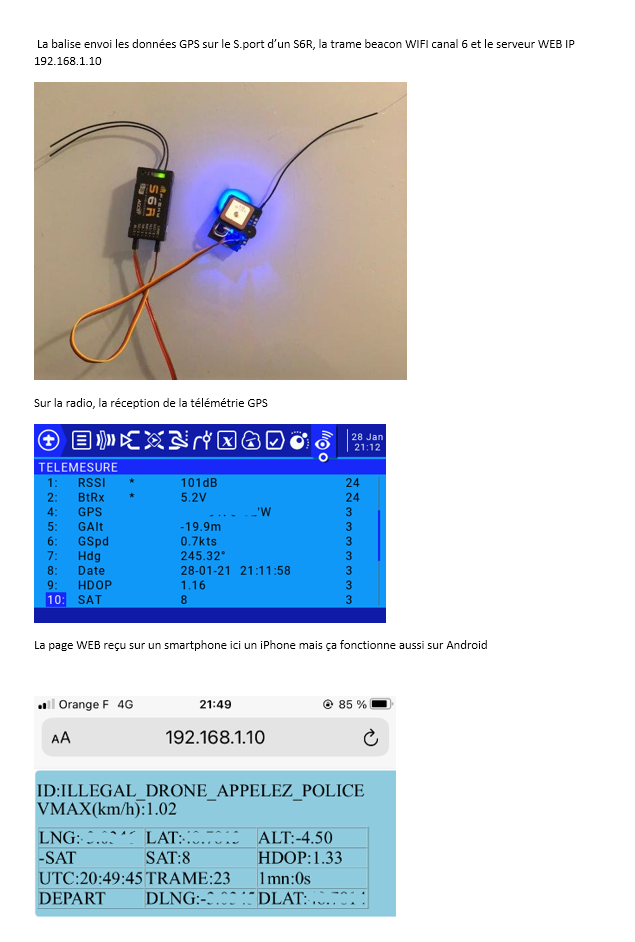 La balise envoi les données GPS sur le S.port d'un S6R, la trame beacon WIFI canal 6 et le serveur WEB IP
192.168.1.10
S6R
Sur la radio, la réception de la télémétrie GPS
28 Jan
21:12
TELEMESURE
1: RSSI * 101dB 24
2: BtRx * 5.2V 24
4: GPS 'W 3
5: GAlt -19.9m 3
6: GSpd 0.7kts 3
7: Hdg 245.32° 3
8: Date 28-01-21 21:11:58 3
9: HDOP 1.16 3
10: SAT 8 3
La page WEB reçu sur un smartphone ici un iPhone mais ça fonctionne aussi sur Android
Orange F 4G 21:49 85 %
AA 192.168.1.10
ID:ILLEGAL_DRONE_APPELEZ_POLICE
VMAX(km/h):1.02
LNG: LAT: ALT:-4.50
-SAT SAT:8 HDOP:1.33
UTC:20:49:45 TRAME:23 1mn:0s
DEPART DLNG: DLAT: